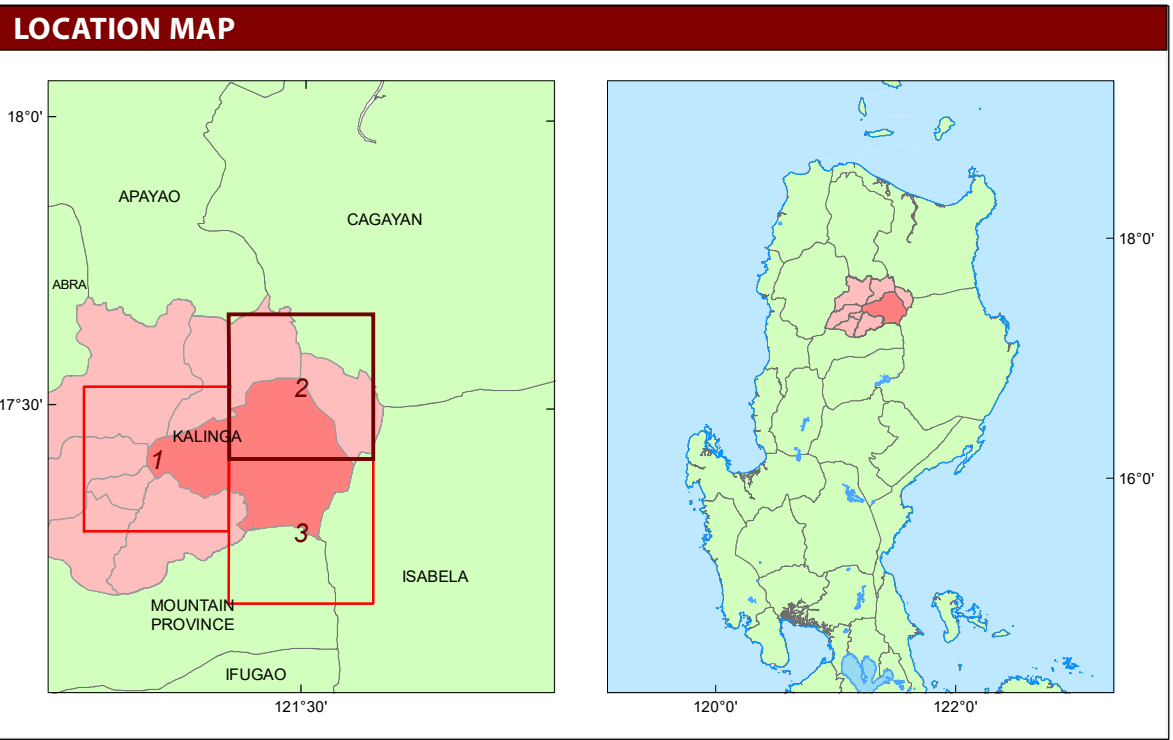 LOCATION MAP
18°0'
APAYAO
CAGAYAN
ABRA
2
17°30'
KALINGA
1
3
ISABELA
MOUNTAIN
PROVINCE
IFUGAO
121°30'
18°0'
16°0'
120°0'
122°0'